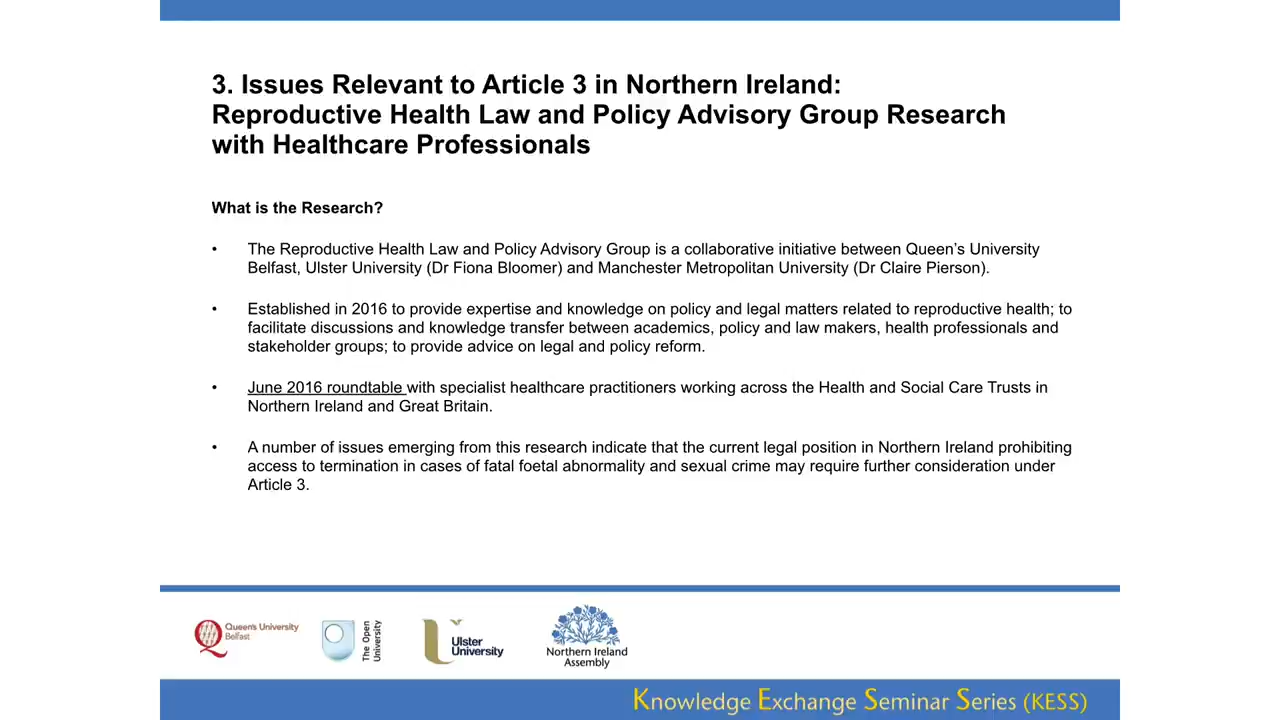 3. Issues Relevant to Article 3 in Northern Ireland:
Reproductive Health Law and Policy Advisory Group Research
with Healthcare Professionals
What is the Research?
• The Reproductive Health Law and Policy Advisory Group is a collaborative initiative between Queen's University
Belfast, Ulster University (Dr Fiona Bloomer) and Manchester Metropolitan University (Dr Claire Pierson).
• Established in 2016 to provide expertise and knowledge on policy and legal matters related to reproductive health; to
facilitate discussions and knowledge transfer between academics, policy and law makers, health professionals and
stakeholder groups; to provide advice on legal and policy reform.
• June 2016 roundtable with specialist healthcare practitioners working across the Health and Social Care Trusts in
Northern Ireland and Great Britain.
• A number of issues emerging from this research indicate that the current legal position in Northern Ireland prohibiting
access to termination in cases of fatal foetal abnormality and sexual crime may require further consideration under
Article 3.
Queen's University
Belfast
The Open
University
Ulster
University
Northern Ireland
Assembly
Knowledge Exchange Seminar Series (KESS)